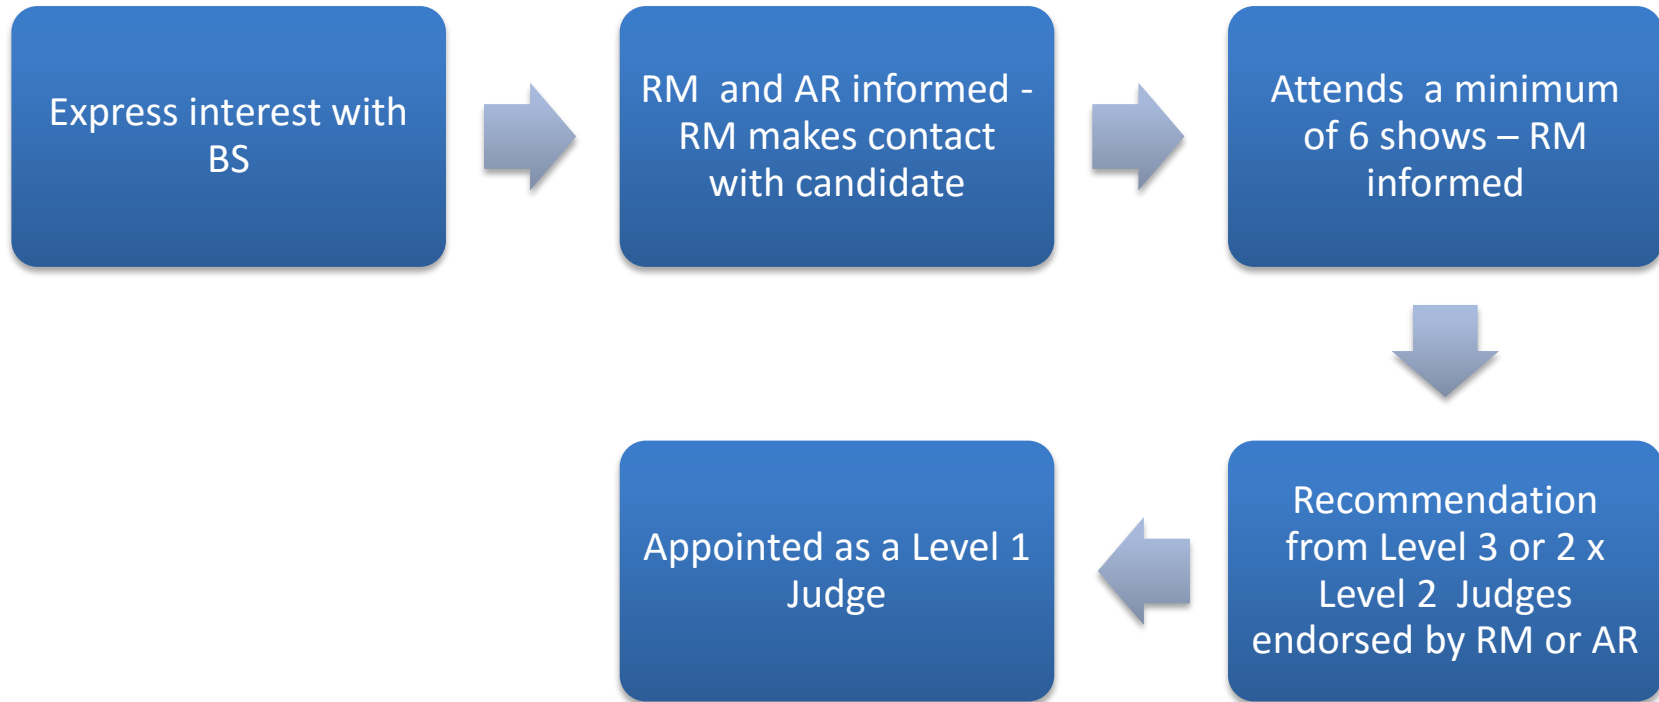 Express interest with
BS
RM  and AR informed -
RM makes contact
with candidate
Attends  a minimum
of 6 shows – RM
informed
Recommendation
from Level 3 or 2 x
Level 2  Judges
endorsed by RM or AR
Appointed as a Level 1
Judge